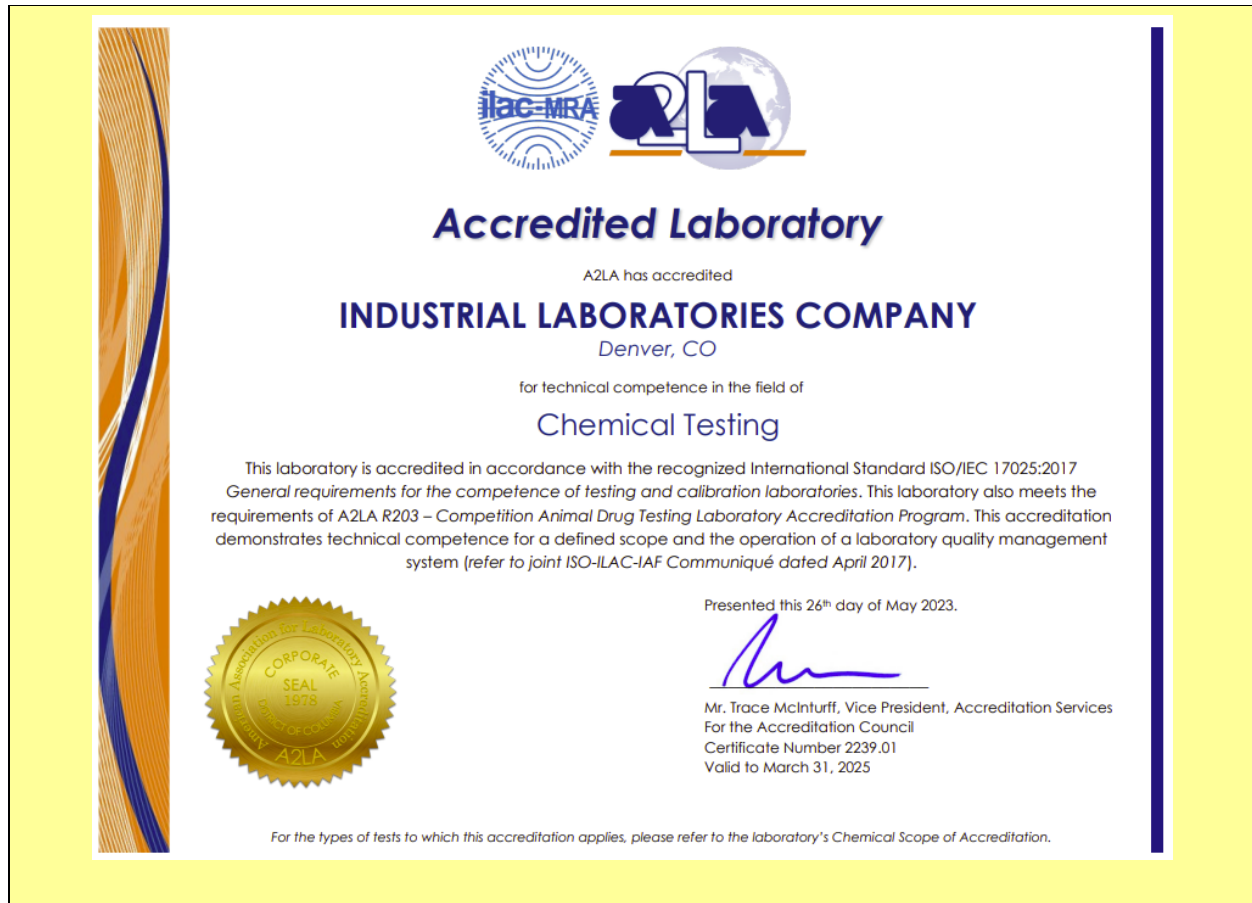 ilac-MRA
A2LA
Accredited Laboratory
A2LA has accredited
INDUSTRIAL LABORATORIES COMPANY
Denver, CO
for technical competence in the field of
Chemical Testing
This laboratory is accredited in accordance with the recognized International Standard ISO/IEC 17025:2017
General requirements for the competence of testing and calibration laboratories. This laboratory also meets the
requirements of A2LA R203 – Competition Animal Drug Testing Laboratory Accreditation Program. This accreditation
demonstrates technical competence for a defined scope and the operation of a laboratory quality management
system (refer to joint ISO-ILAC-IAF Communiqué dated April 2017).
American Association for Laboratory Accreditation
CORPORATE
SEAL
1978
DISTRICT OF COLUMBIA
A2LA
Presented this 26th day of May 2023.
Mr. Trace McInturff, Vice President, Accreditation Services
For the Accreditation Council
Certificate Number 2239.01
Valid to March 31, 2025
For the types of tests to which this accreditation applies, please refer to the laboratory's Chemical Scope of Accreditation.